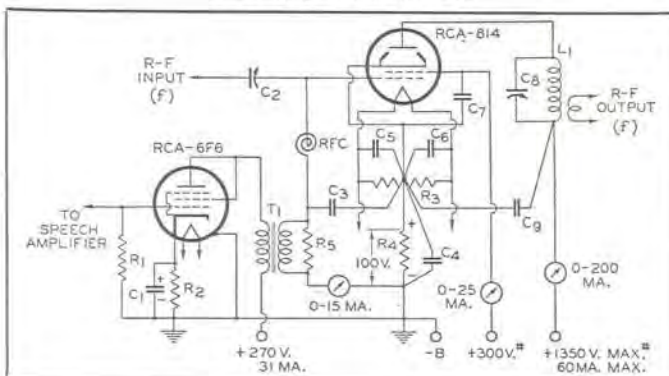 RCA-814
L₁
R-F
INPUT
(f)
C₂
C₈
R-F
OUTPUT
(f)
C₇
RCA-6F6
RFC
C₅
C₆
C₃
R₃
C₉
TO
SPEECH
AMPLIFIER
T₁
R₁
C₁
R₂
R₅
R₄
100V.
+
-
C₄
+
-
0-15 MA.
0-25
MA.
0-200
MA.
+270 V.
31 MA.
-B
+300V.#
+1350 V. MAX.#
60MA. MAX.